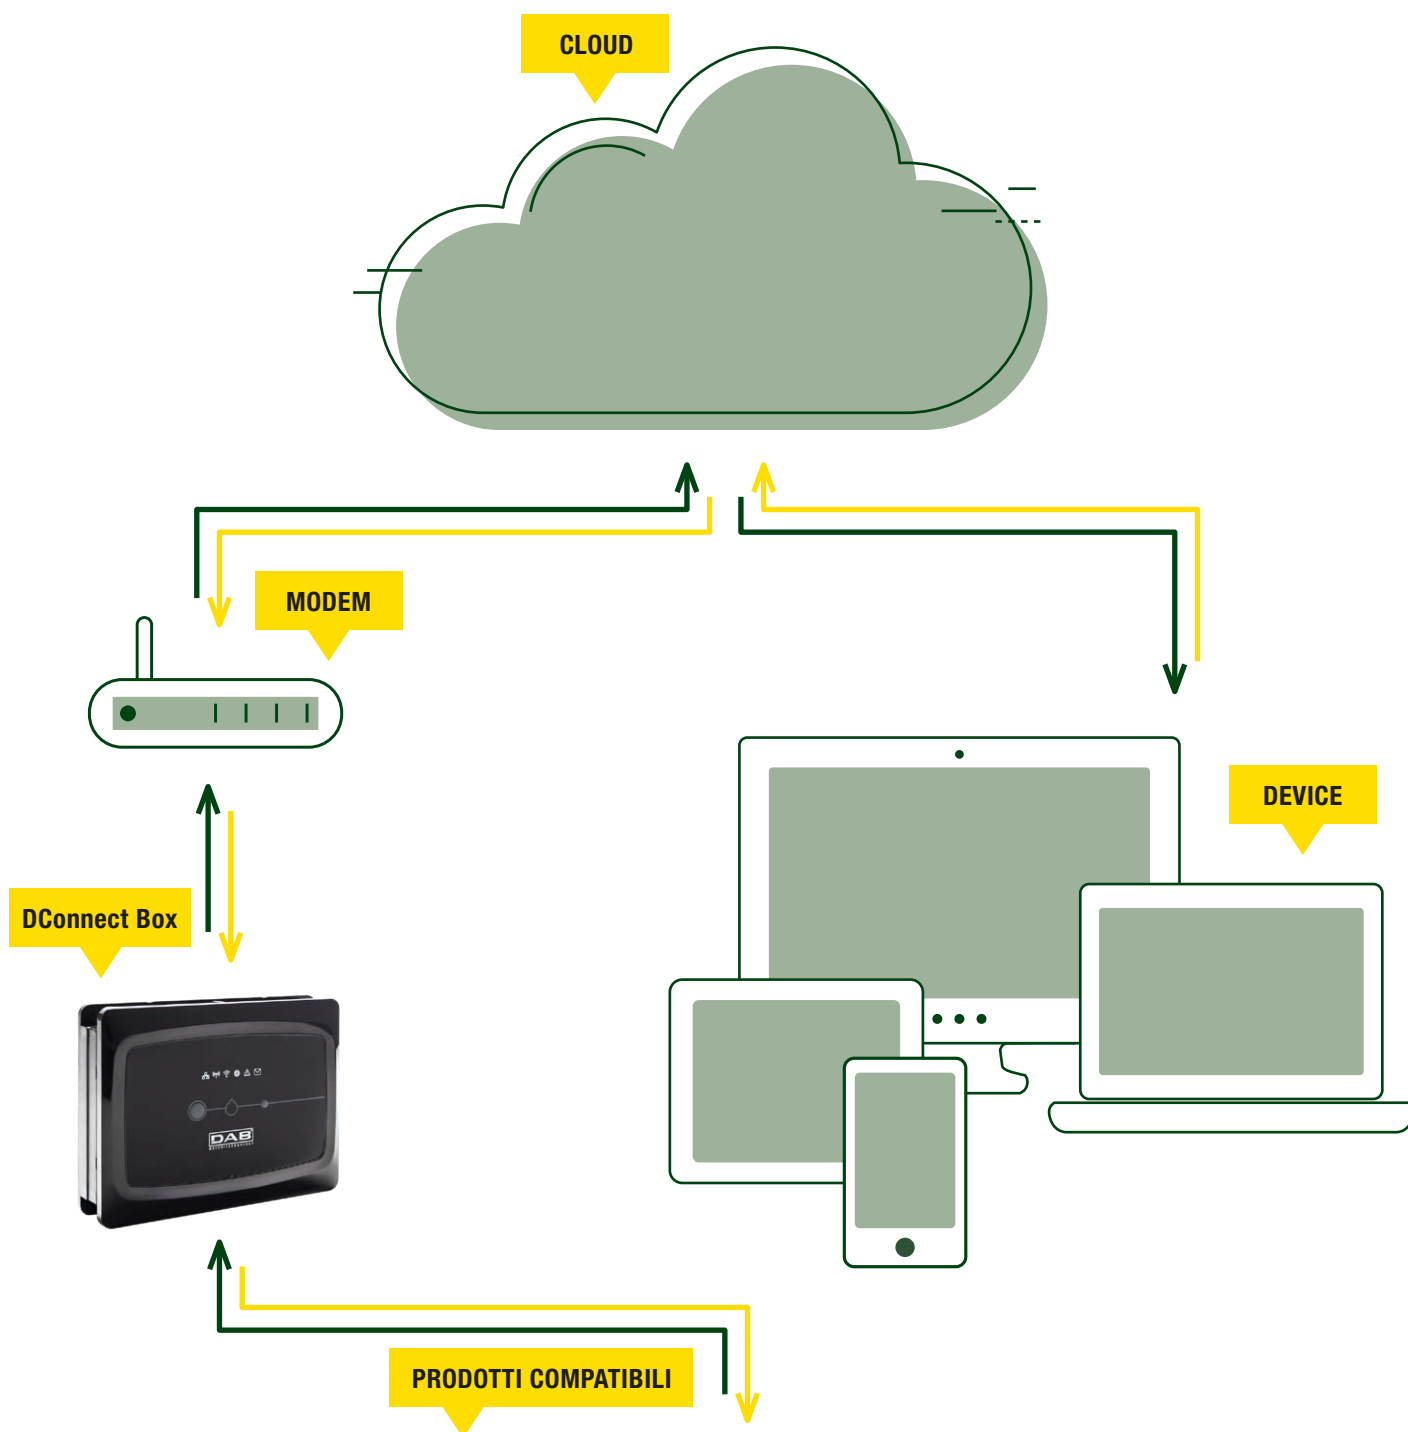 CLOUD
MODEM
DEVICE
DConnect Box
DAB
PRODOTTI COMPATIBILI